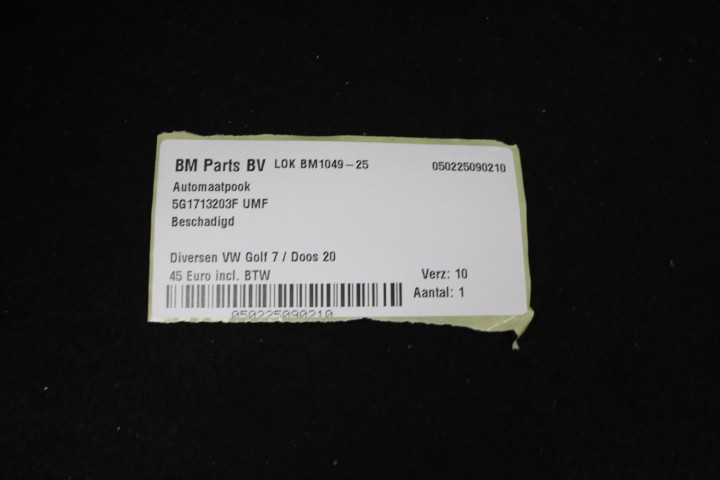 BM Parts BV LOK BM1049-25 050225090210
Automaatpook
5G1713203F UMF
Beschadigd
Diversen VW Golf 7 / Doos 20
45 Euro incl. BTW Verz: 10
Aantal: 1
050225090210